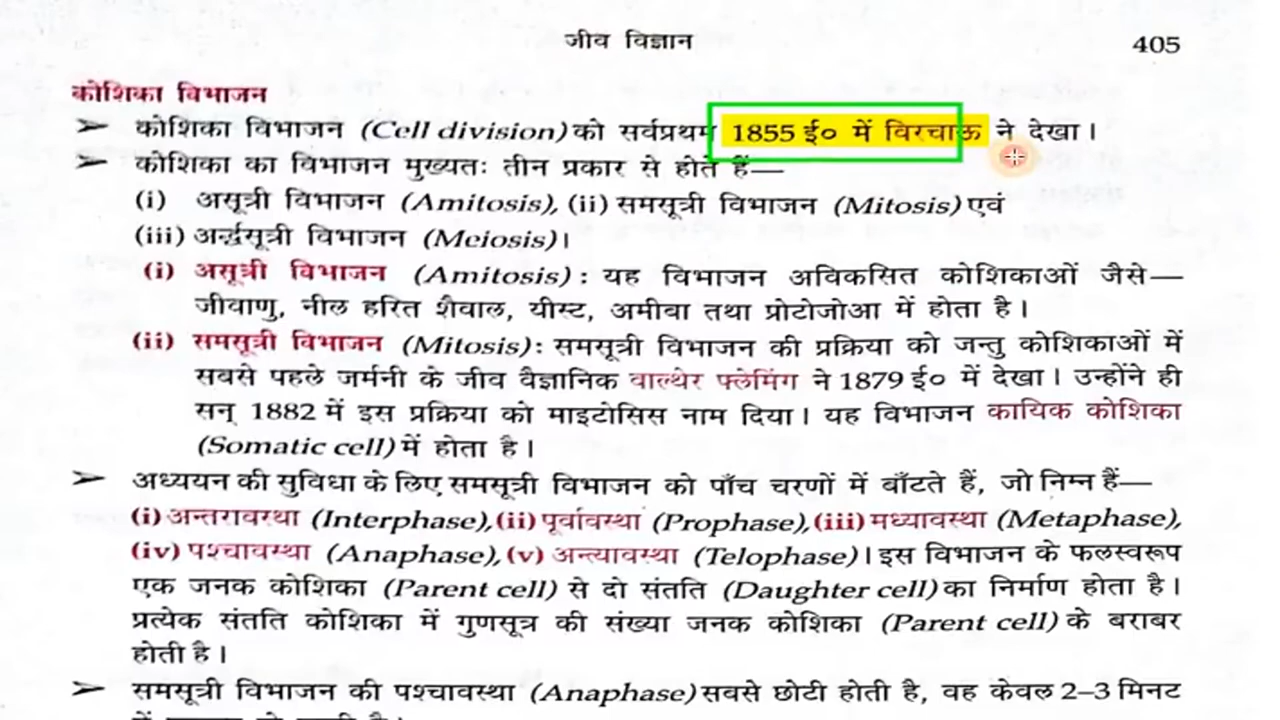 जीव विज्ञान 405
कोशिका विभाजन
➢ कोशिका विभाजन (Cell division) को सर्वप्रथम 1855 ई० में विरचाऊ ने देखा।
➢ कोशिका का विभाजन मुख्यतः तीन प्रकार से होते हैं—
(i) असूत्री विभाजन (Amitosis), (ii) समसूत्री विभाजन (Mitosis) एवं
(iii) अर्द्धसूत्री विभाजन (Meiosis)।
(i) असूत्री विभाजन (Amitosis) : यह विभाजन अविकसित कोशिकाओं जैसे—
जीवाणु, नील हरित शैवाल, यीस्ट, अमीबा तथा प्रोटोजोआ में होता है।
(ii) समसूत्री विभाजन (Mitosis) : समसूत्री विभाजन की प्रक्रिया को जन्तु कोशिकाओं में
सबसे पहले जर्मनी के जीव वैज्ञानिक वाल्थेर फ्लेमिंग ने 1879 ई० में देखा। उन्होंने ही
सन् 1882 में इस प्रक्रिया को माइटोसिस नाम दिया। यह विभाजन कायिक कोशिका
(Somatic cell) में होता है।
➢ अध्ययन की सुविधा के लिए समसूत्री विभाजन को पाँच चरणों में बाँटते हैं, जो निम्न हैं—
(i) अन्तरावस्था (Interphase), (ii) पूर्वावस्था (Prophase), (iii) मध्यावस्था (Metaphase),
(iv) पश्चावस्था (Anaphase), (v) अन्त्यावस्था (Telophase)। इस विभाजन के फलस्वरूप
एक जनक कोशिका (Parent cell) से दो संतति (Daughter cell) का निर्माण होता है।
प्रत्येक संतति कोशिका में गुणसूत्र की संख्या जनक कोशिका (Parent cell) के बराबर
होती है।
➢ समसूत्री विभाजन की पश्चावस्था (Anaphase) सबसे छोटी होती है, वह केवल 2–3 मिनट